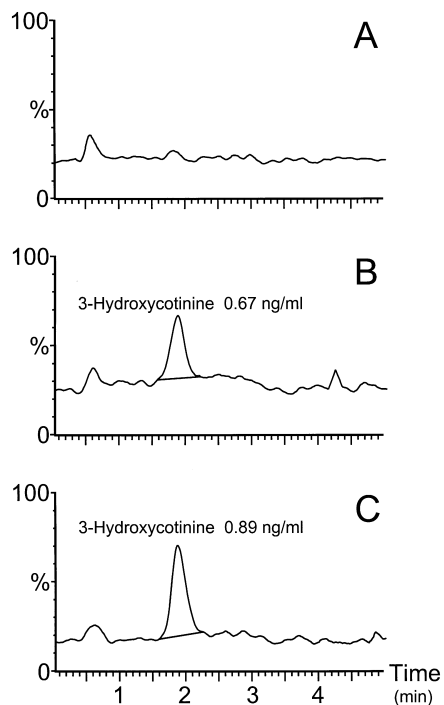 100
A
%
0
100
B
3-Hydroxycotinine 0.67 ng/ml
%
0
100
C
3-Hydroxycotinine 0.89 ng/ml
%
0
Time
1 2 3 4 (min)